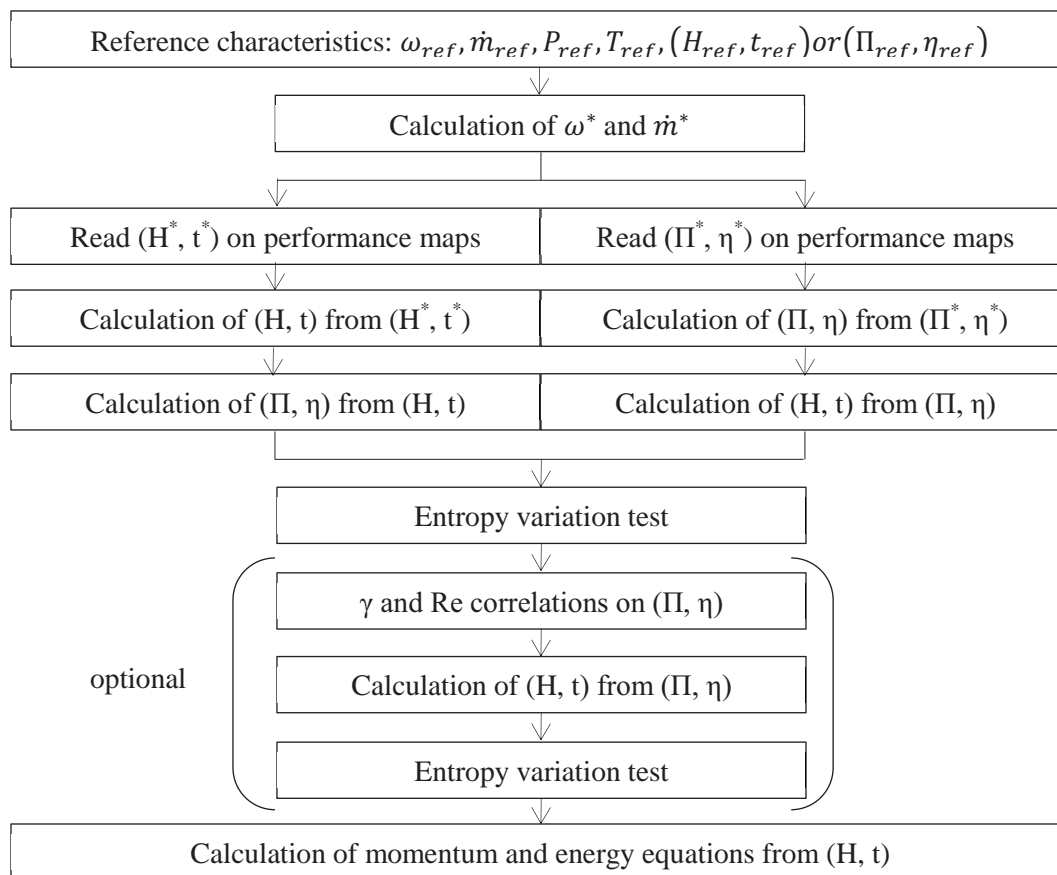 Reference characteristics: ω_ref, ṁ_ref, P_ref, T_ref, (H_ref, t_ref) or (Π_ref, η_ref)
Calculation of ω* and ṁ*
Read (H*, t*) on performance maps
Read (Π*, η*) on performance maps
Calculation of (H, t) from (H*, t*)
Calculation of (Π, η) from (Π*, η*)
Calculation of (Π, η) from (H, t)
Calculation of (H, t) from (Π, η)
Entropy variation test
γ and Re correlations on (Π, η)
optional
Calculation of (H, t) from (Π, η)
Entropy variation test
Calculation of momentum and energy equations from (H, t)